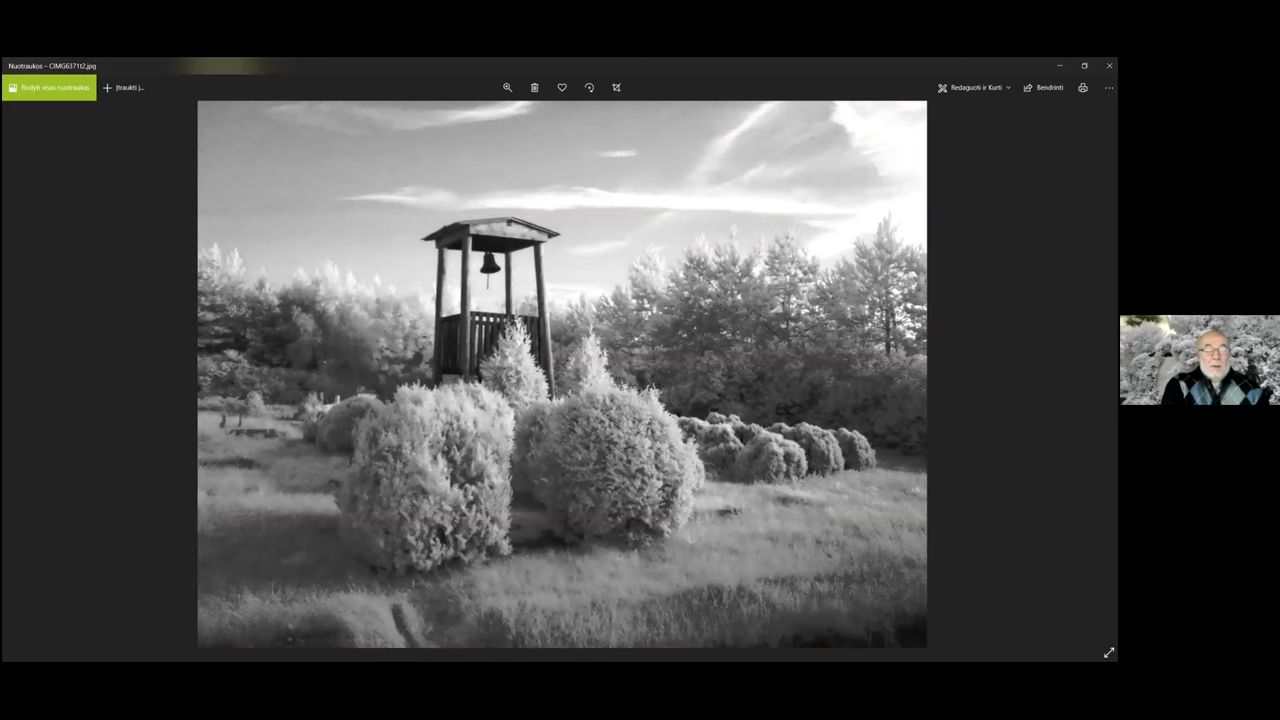 Nuotraukos – CIMG6371t2.jpg
Rodyti visas nuotraukas
Įtraukti į...
Redaguoti ir Kurti
Bendrinti